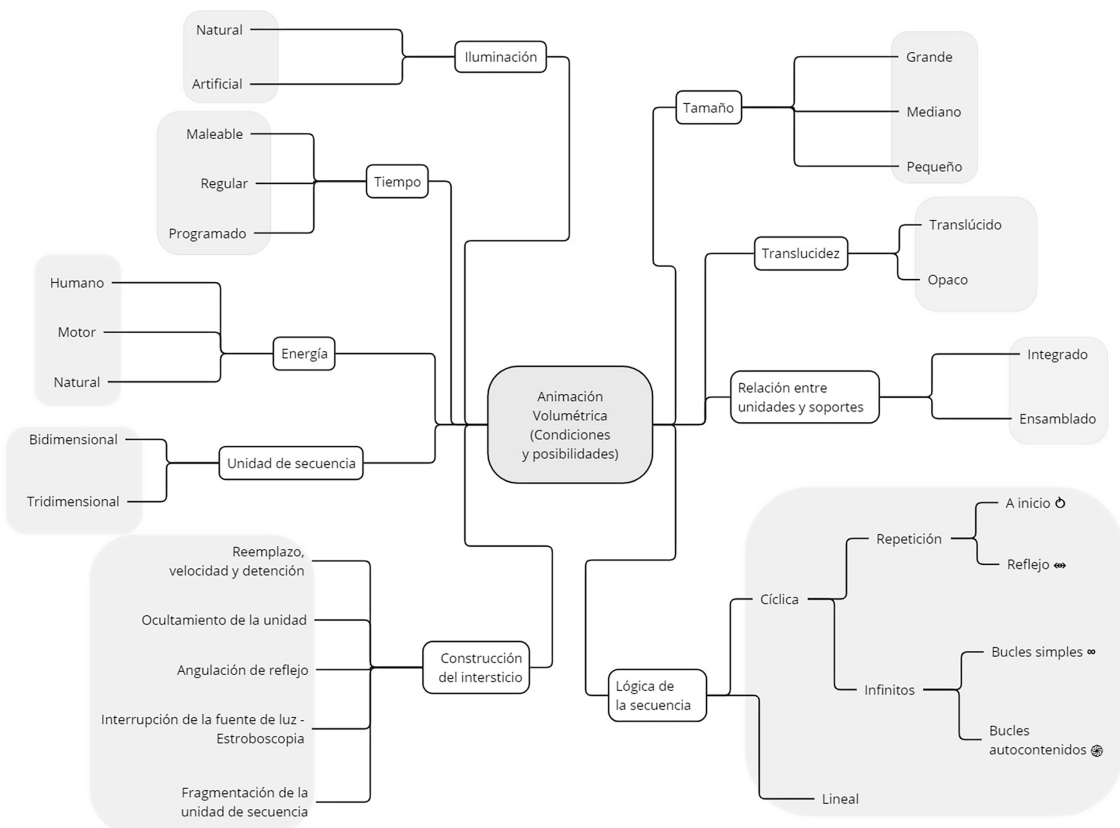 Animación
Volumétrica
(Condiciones
y posibilidades)
Iluminación
Natural
Artificial
Tiempo
Maleable
Regular
Programado
Energía
Humano
Motor
Natural
Unidad de secuencia
Bidimensional
Tridimensional
Construcción
del intersticio
Reemplazo,
velocidad y detención
Ocultamiento de la unidad
Angulación de reflejo
Interrupción de la fuente de luz -
Estroboscopia
Fragmentación de la
unidad de secuencia
Tamaño
Grande
Mediano
Pequeño
Translucidez
Translúcido
Opaco
Relación entre
unidades y soportes
Integrado
Ensamblado
Lógica de
la secuencia
Cíclica
Repetición
A inicio
Reflejo
Infinitos
Bucles simples ∞
Bucles
autocontenidos
Lineal